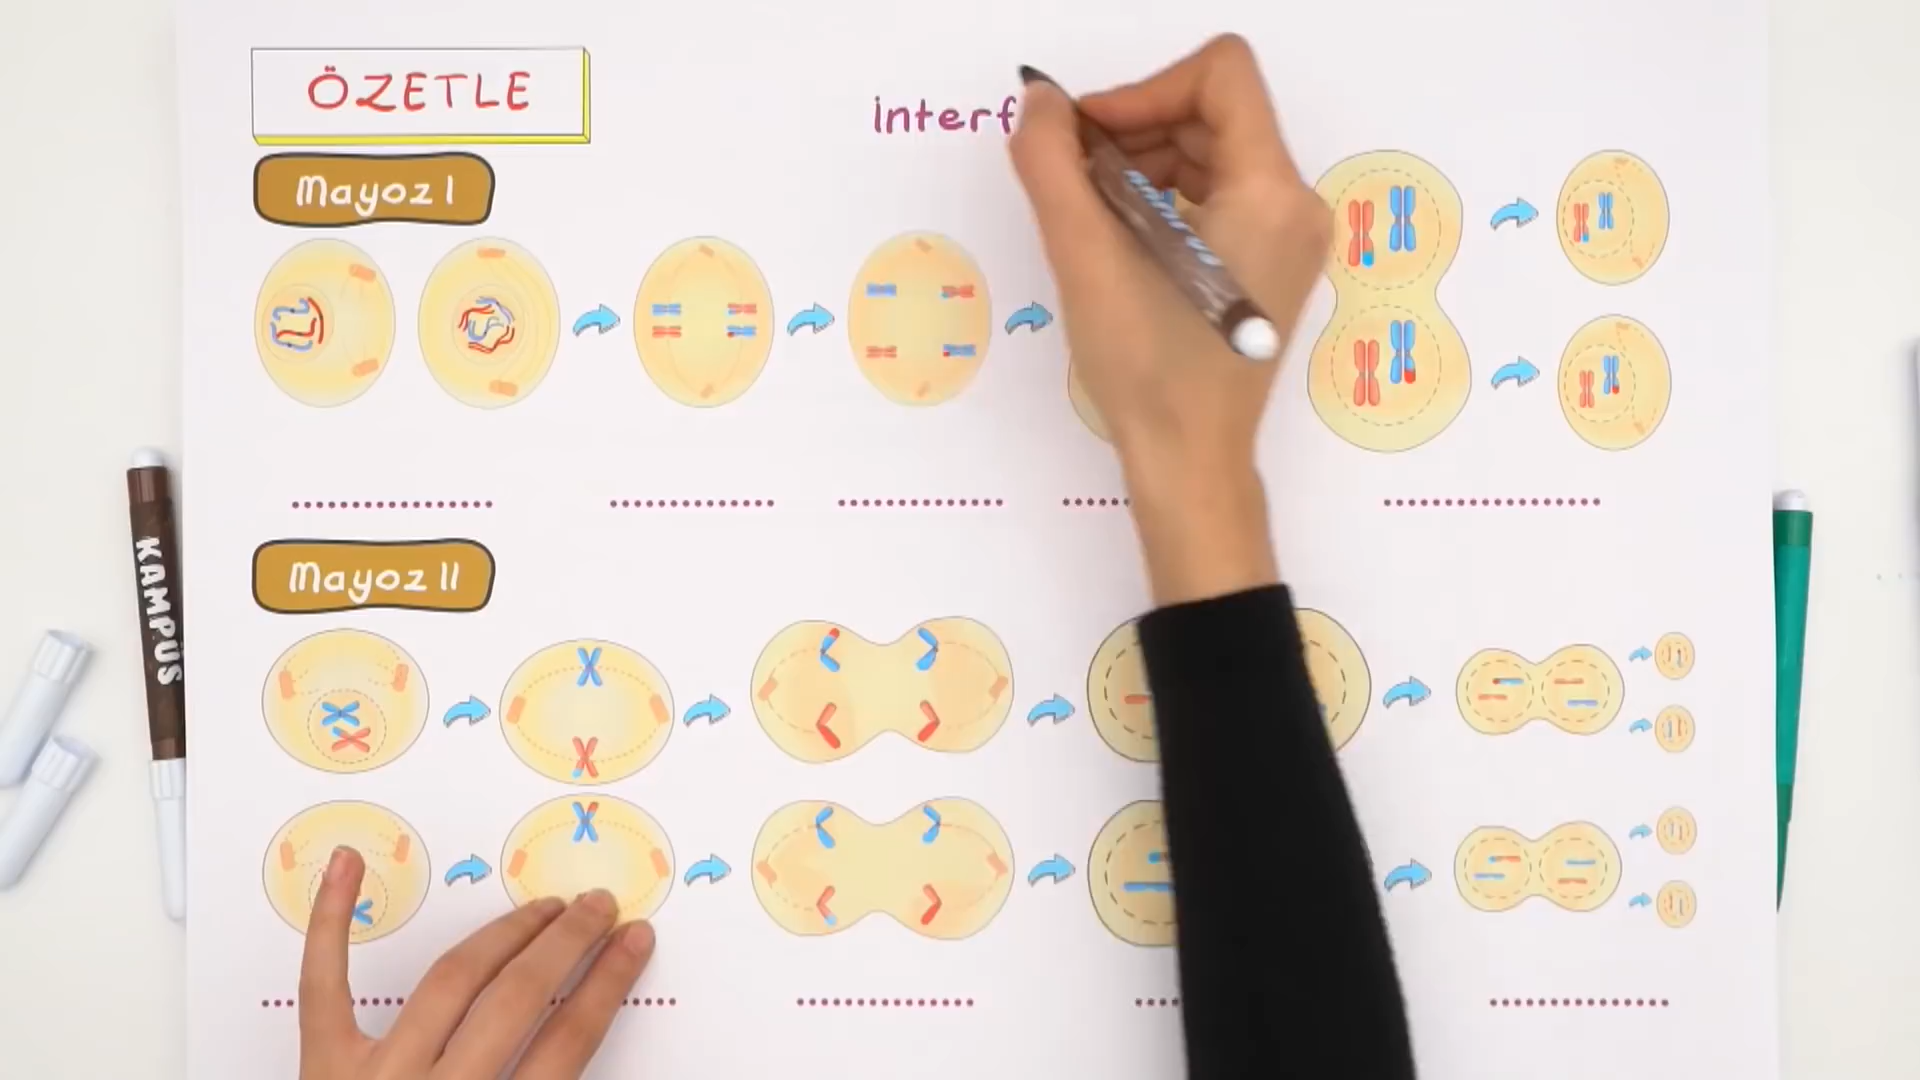 ÖZETLE
interf
Mayoz I
Mayoz II
KAMPÜS